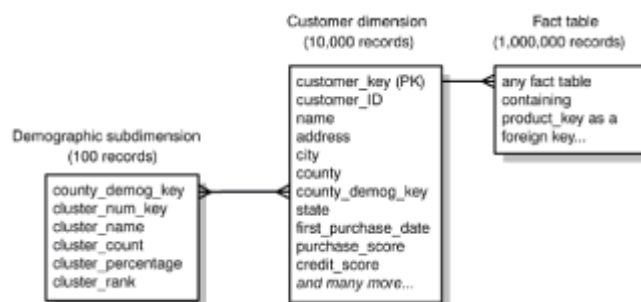 Customer dimension
(10,000 records)
customer_key (PK)
customer_ID
name
address
city
county
county_demog_key
state
first_purchase_date
purchase_score
credit_score
and many more...
Fact table
(1,000,000 records)
any fact table
containing
product_key as a
foreign key...
Demographic subdimension
(100 records)
county_demog_key
cluster_num_key
cluster_name
cluster_count
cluster_percentage
cluster_rank